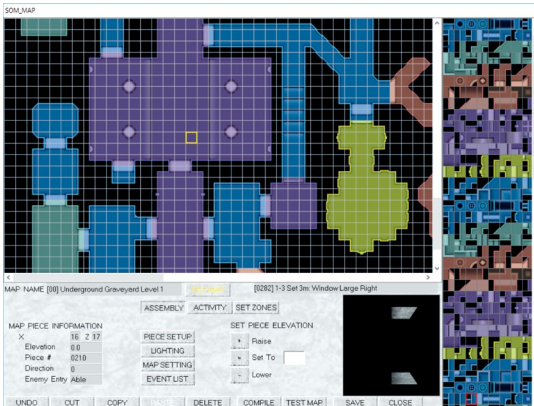 SOM_MAP
MAP NAME [00] Underground Graveyard Level 1
[0282] 1-3 Set 3m: Window Large Right
ASSEMBLY ACTIVITY SET ZONES
MAP PIECE INFORMATION
X 16 Z 17
Elevation 0.0
Piece # 0210
Direction 0
Enemy Entry Able
PIECE SETUP
LIGHTING
MAP SETTING
EVENT LIST
SET PIECE ELEVATION
+ Raise
× Set To
- Lower
UNDO CUT COPY DELETE COMPILE TEST MAP SAVE CLOSE